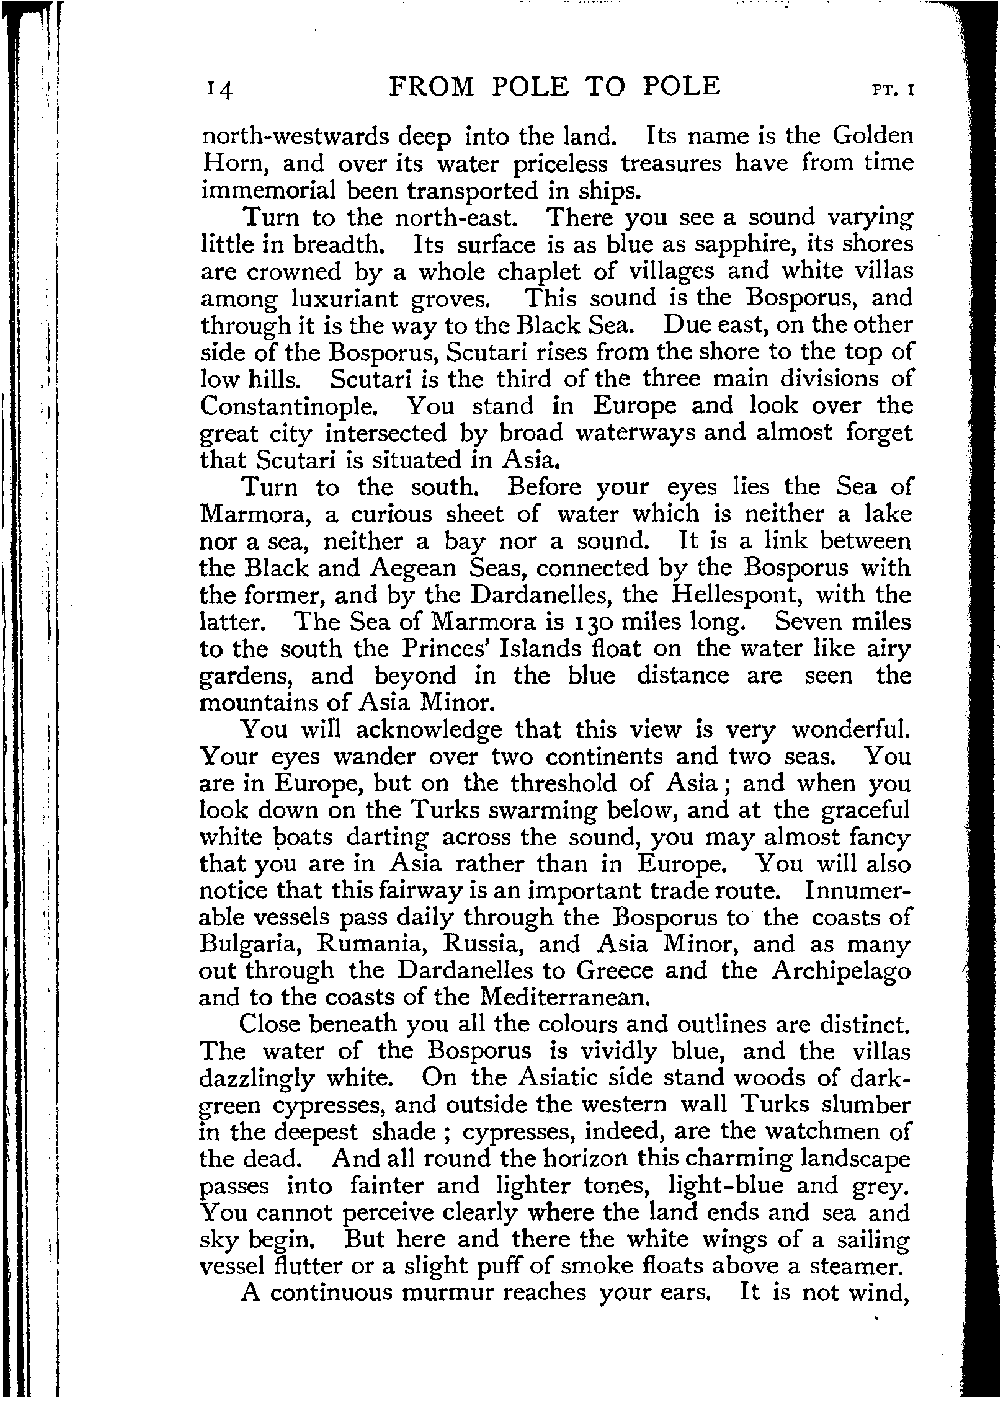 14 FROM POLE TO POLE PT. I
north-westwards deep into the land. Its name is the Golden
Horn, and over its water priceless treasures have from time
immemorial been transported in ships.
Turn to the north-east. There you see a sound varying
little in breadth. Its surface is as blue as sapphire, its shores
are crowned by a whole chaplet of villages and white villas
among luxuriant groves. This sound is the Bosporus, and
through it is the way to the Black Sea. Due east, on the other
side of the Bosporus, Scutari rises from the shore to the top of
low hills. Scutari is the third of the three main divisions of
Constantinople. You stand in Europe and look over the
great city intersected by broad waterways and almost forget
that Scutari is situated in Asia.
Turn to the south. Before your eyes lies the Sea of
Marmora, a curious sheet of water which is neither a lake
nor a sea, neither a bay nor a sound. It is a link between
the Black and Aegean Seas, connected by the Bosporus with
the former, and by the Dardanelles, the Hellespont, with the
latter. The Sea of Marmora is 130 miles long. Seven miles
to the south the Princes' Islands float on the water like airy
gardens, and beyond in the blue distance are seen the
mountains of Asia Minor.
You will acknowledge that this view is very wonderful.
Your eyes wander over two continents and two seas. You
are in Europe, but on the threshold of Asia; and when you
look down on the Turks swarming below, and at the graceful
white boats darting across the sound, you may almost fancy
that you are in Asia rather than in Europe. You will also
notice that this fairway is an important trade route. Innumer-
able vessels pass daily through the Bosporus to the coasts of
Bulgaria, Rumania, Russia, and Asia Minor, and as many
out through the Dardanelles to Greece and the Archipelago
and to the coasts of the Mediterranean.
Close beneath you all the colours and outlines are distinct.
The water of the Bosporus is vividly blue, and the villas
dazzlingly white. On the Asiatic side stand woods of dark-
green cypresses, and outside the western wall Turks slumber
in the deepest shade; cypresses, indeed, are the watchmen of
the dead. And all round the horizon this charming landscape
passes into fainter and lighter tones, light-blue and grey.
You cannot perceive clearly where the land ends and sea and
sky begin. But here and there the white wings of a sailing
vessel flutter or a slight puff of smoke floats above a steamer.
A continuous murmur reaches your ears. It is not wind,